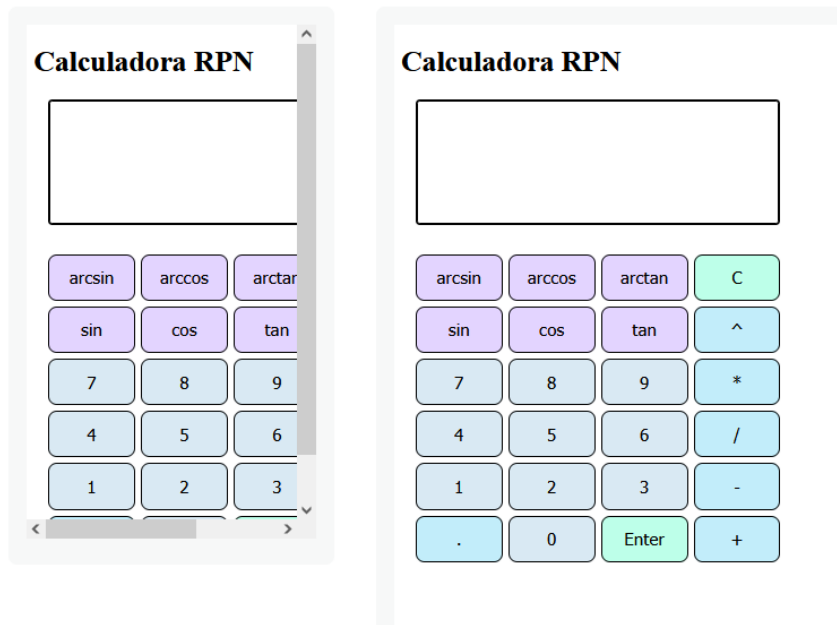 Calculadora RPN
arcsin arccos arctan
sin cos tan
7 8 9
4 5 6
1 2 3
Calculadora RPN
arcsin arccos arctan C
sin cos tan ^
7 8 9 *
4 5 6 /
1 2 3 -
. 0 Enter +